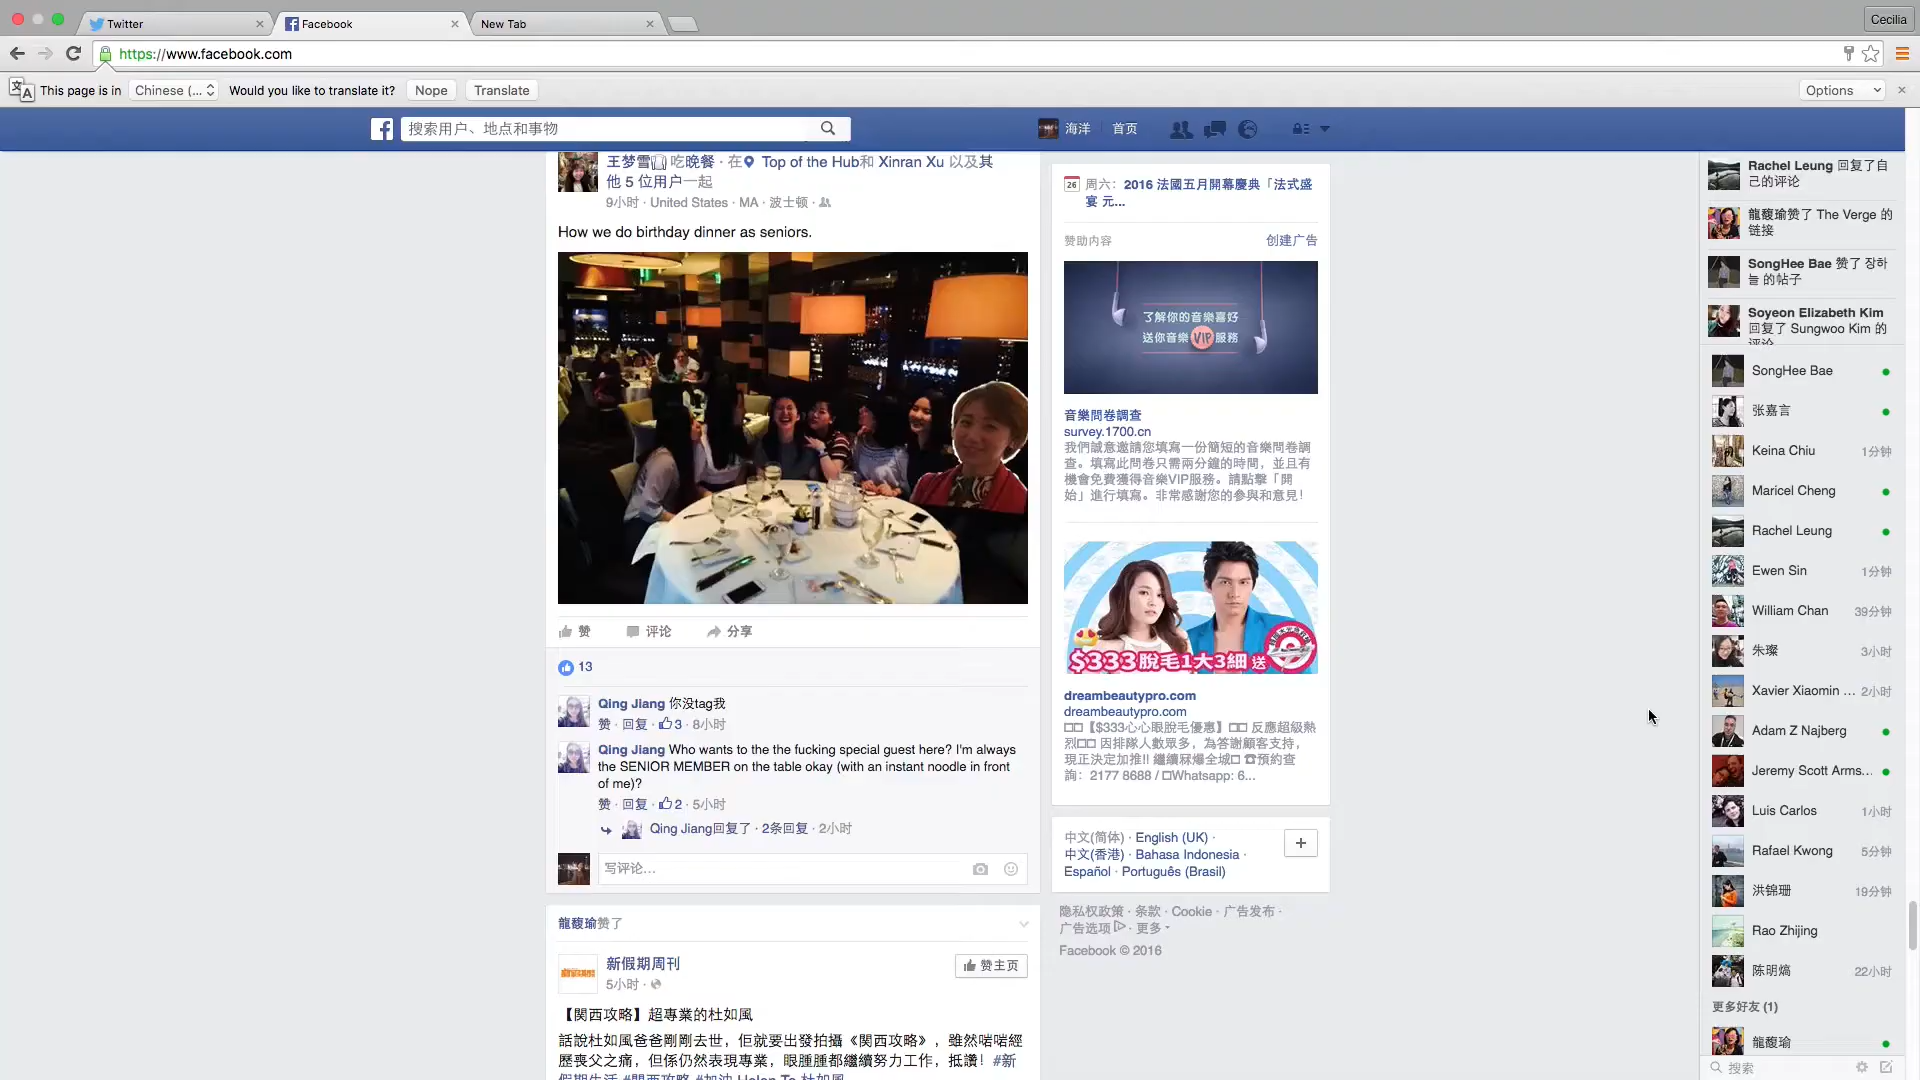 Twitter
Facebook
New Tab
Cecilia
https://www.facebook.com
This page is in Chinese (... Would you like to translate it? Nope Translate
Options
搜索用户、地点和事物
海洋 首页
王梦雪 吃晚餐 · 在 Top of the Hub和 Xinran Xu 以及其
他 5 位用户一起
9小时 · United States · MA · 波士顿 ·
How we do birthday dinner as seniors.
赞 评论 分享
13
Qing Jiang 你没tag我
赞 · 回复 · 3 · 8小时
Qing Jiang Who wants to the the fucking special guest here? I'm always
the SENIOR MEMBER on the table okay (with an instant noodle in front
of me)?
赞 · 回复 · 2 · 5小时
Qing Jiang回复了 · 2条回复 · 2小时
写评论...
龍馥瑜赞了
新假期周刊
5小时 ·
赞主页
【関西攻略】超專業的杜如風
話說杜如風爸爸剛剛去世，佢就要出發拍攝《関西攻略》，雖然啱啱經
歷喪父之痛，但係仍然表現專業，眼腫腫都繼續努力工作，抵讚！#新
假期生活 #関西攻略 #加油 Helen To 杜如風
26 周六： 2016 法國五月開幕慶典「法式盛
宴 元...
赞助内容 创建广告
了解你的音樂喜好
送你音樂VIP服務
音樂問卷調查
survey.1700.cn
我們誠意邀請您填寫一份簡短的音樂問卷調
查。填寫此問卷只需兩分鐘的時間，並且有
機會免費獲得音樂VIP服務。請點擊「開
始」進行填寫。非常感謝您的參與和意見！
$333脫毛1大3細送
dreambeautypro.com
dreambeautypro.com
【$333心心眼脫毛優惠】 反應超級熱
烈 因排隊人數眾多，為答謝顧客支持，
現正決定加推!! 繼續冧爆全城 ☎預約查
詢：2177 8688 / Whatsapp: 6...
中文(简体) · English (UK) ·
中文(香港) · Bahasa Indonesia ·
Español · Português (Brasil)
+
隐私权政策 · 条款 · Cookie · 广告发布 ·
广告选项 · 更多
Facebook © 2016
Rachel Leung 回复了自
己的评论
龍馥瑜赞了 The Verge 的
链接
SongHee Bae 赞了 장하
늘 的帖子
Soyeon Elizabeth Kim
回复了 Sungwoo Kim 的
评论
SongHee Bae
张嘉言
Keina Chiu 1分钟
Maricel Cheng
Rachel Leung
Ewen Sin 1分钟
William Chan 39分钟
朱璨 3小时
Xavier Xiaomin ... 2小时
Adam Z Najberg
Jeremy Scott Arms...
Luis Carlos 1小时
Rafael Kwong 5分钟
洪锦珊 19分钟
Rao Zhijing
陈明熇 22小时
更多好友 (1)
龍馥瑜
搜索